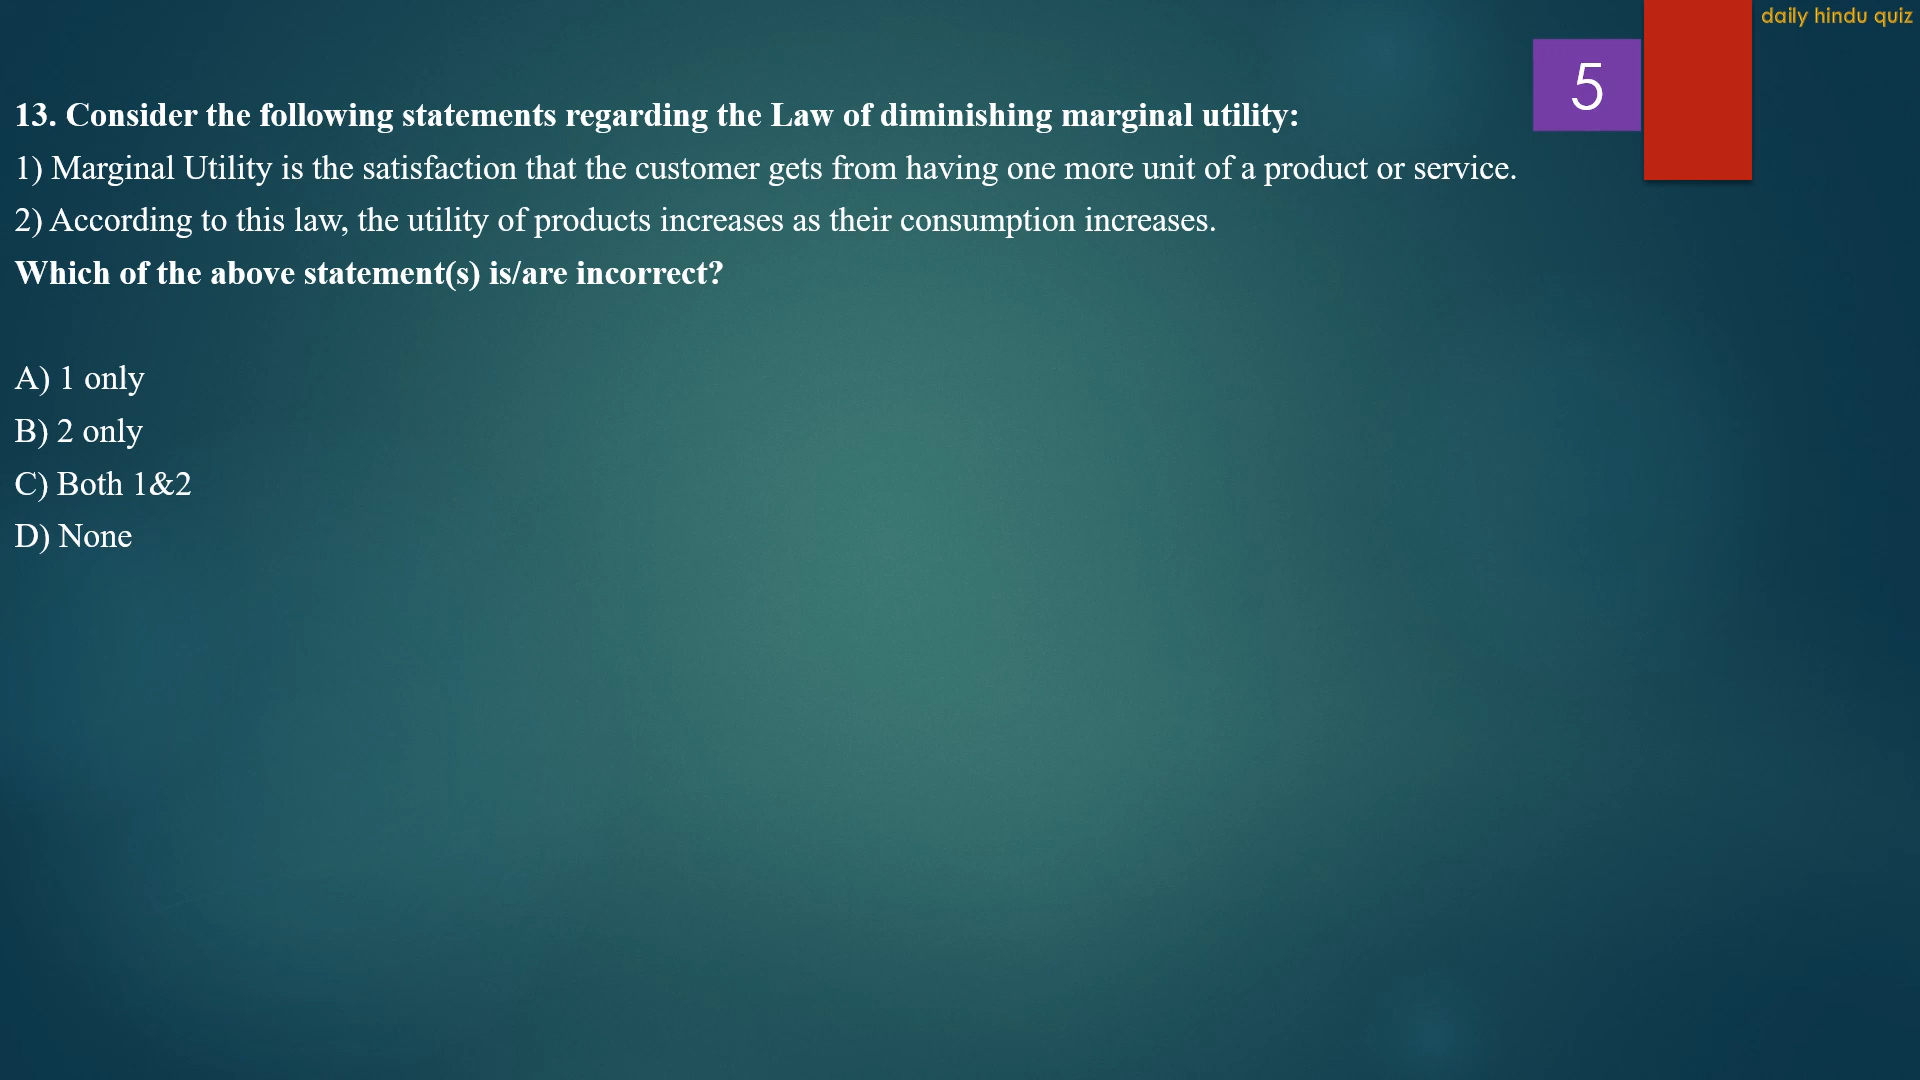 daily hindu quiz
5
13. Consider the following statements regarding the Law of diminishing marginal utility:
1) Marginal Utility is the satisfaction that the customer gets from having one more unit of a product or service.
2) According to this law, the utility of products increases as their consumption increases.
Which of the above statement(s) is/are incorrect?
A) 1 only
B) 2 only
C) Both 1&2
D) None